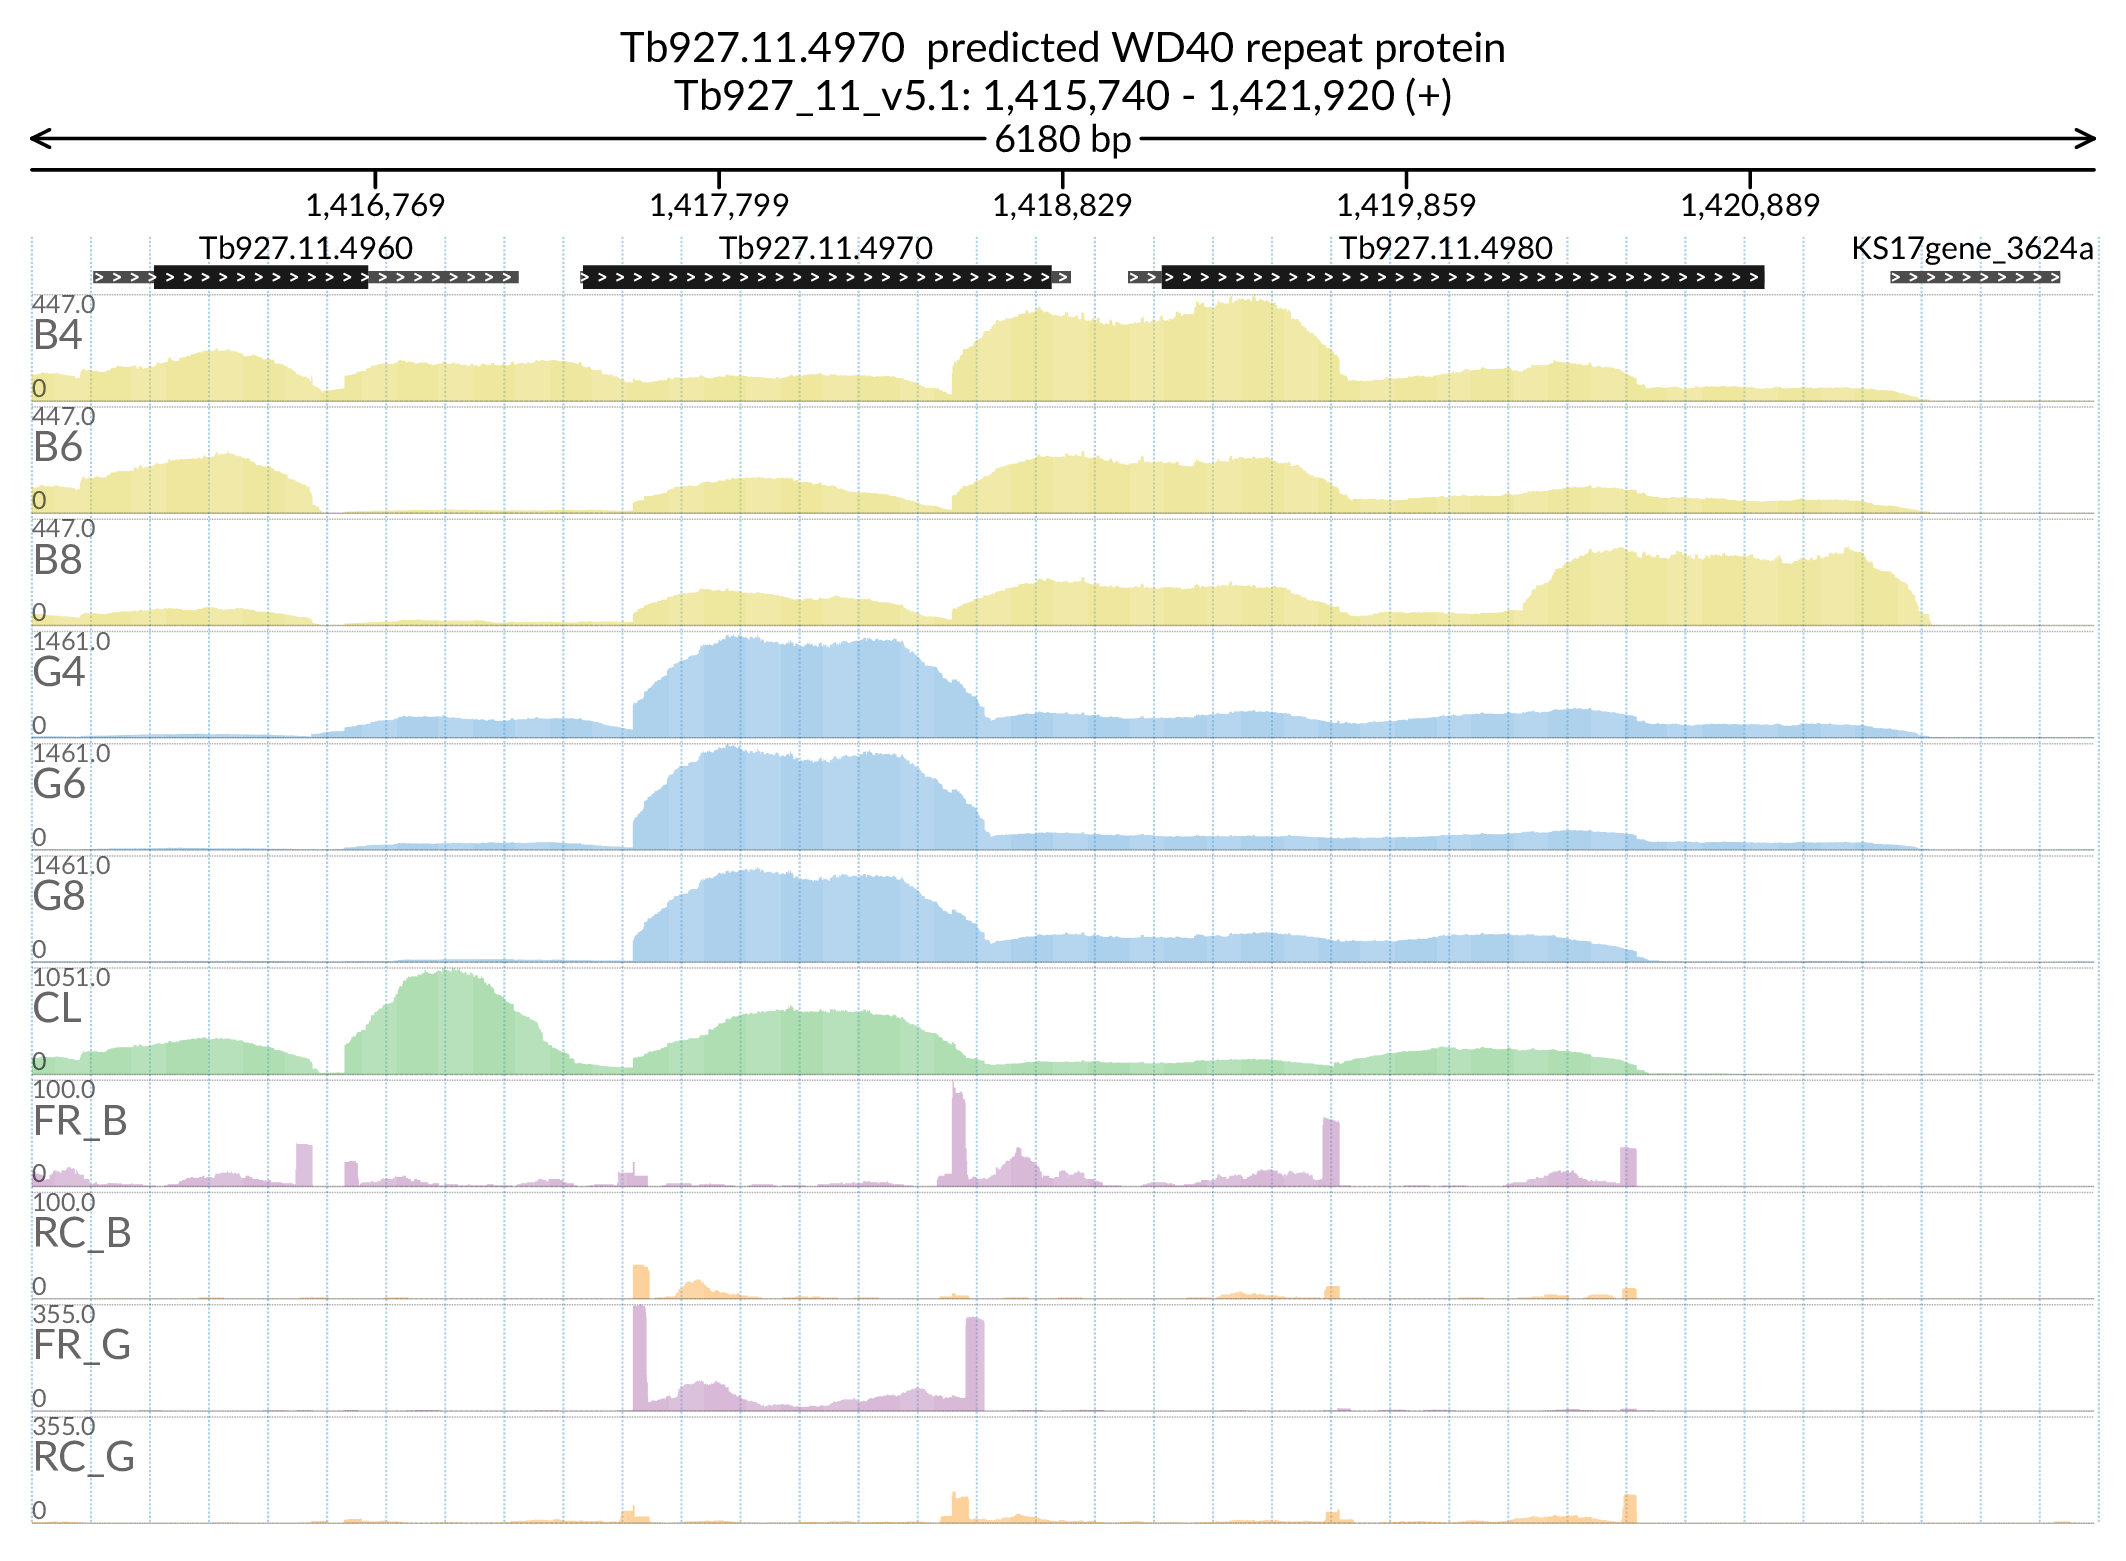 Tb927.11.4970  predicted WD40 repeat protein
Tb927_11_v5.1: 1,415,740 - 1,421,920 (+)
6180 bp
1,416,769 1,417,799 1,418,829 1,419,859 1,420,889
Tb927.11.4960 Tb927.11.4970 Tb927.11.4980 KS17gene_3624a
447.0
B4
0
447.0
B6
0
447.0
B8
0
1461.0
G4
0
1461.0
G6
0
1461.0
G8
0
1051.0
CL
0
100.0
FR_B
0
100.0
RC_B
0
355.0
FR_G
0
355.0
RC_G
0